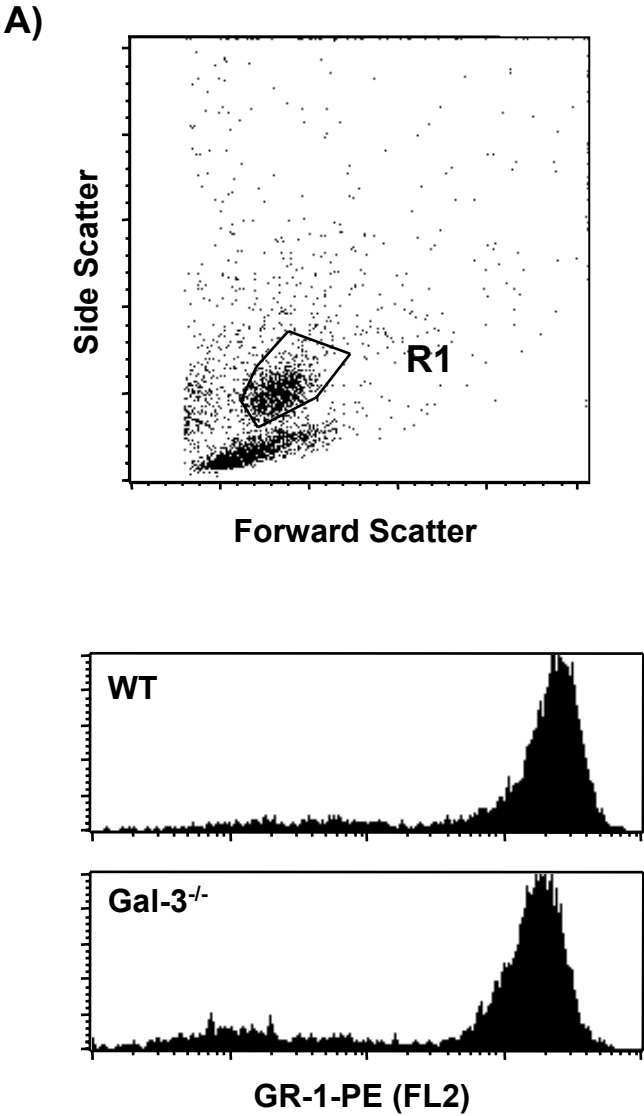 A)
Side Scatter
R1
Forward Scatter
WT
Gal-3-/-
GR-1-PE (FL2)